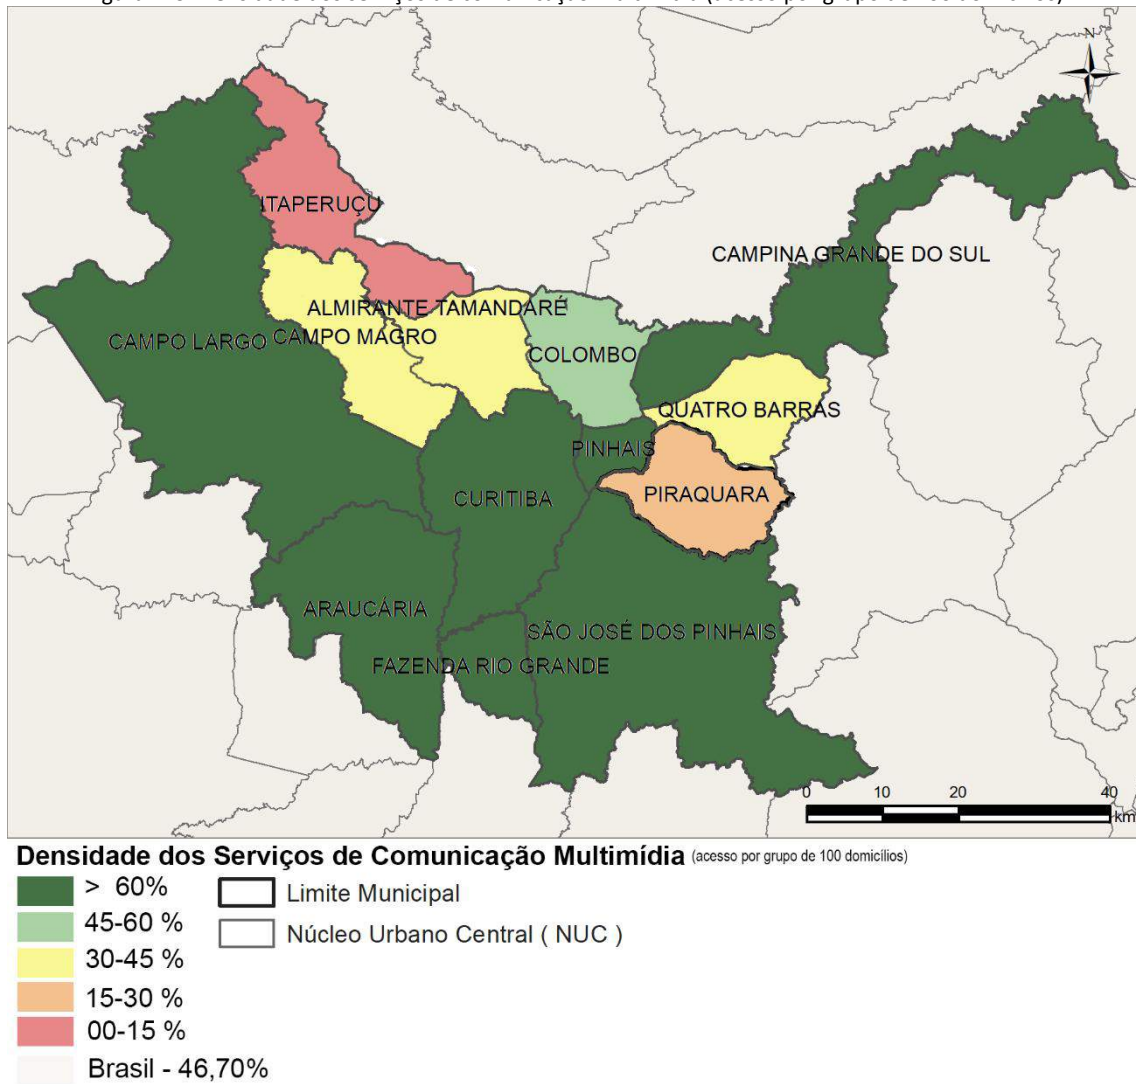 N
ITAPERUÇU
CAMPINA GRANDE DO SUL
ALMIRANTE TAMANDARÉ
CAMPO LARGO
CAMPO MAGRO
COLOMBO
QUATRO BARRAS
PINHAIS
PIRAQUARA
CURITIBA
ARAUCÁRIA
SÃO JOSÉ DOS PINHAIS
FAZENDA RIO GRANDE
0 10 20 40
km
Densidade dos Serviços de Comunicação Multimídia (acesso por grupo de 100 domicílios)
> 60%
45-60 %
30-45 %
15-30 %
00-15 %
Brasil - 46,70%
Limite Municipal
Núcleo Urbano Central ( NUC )